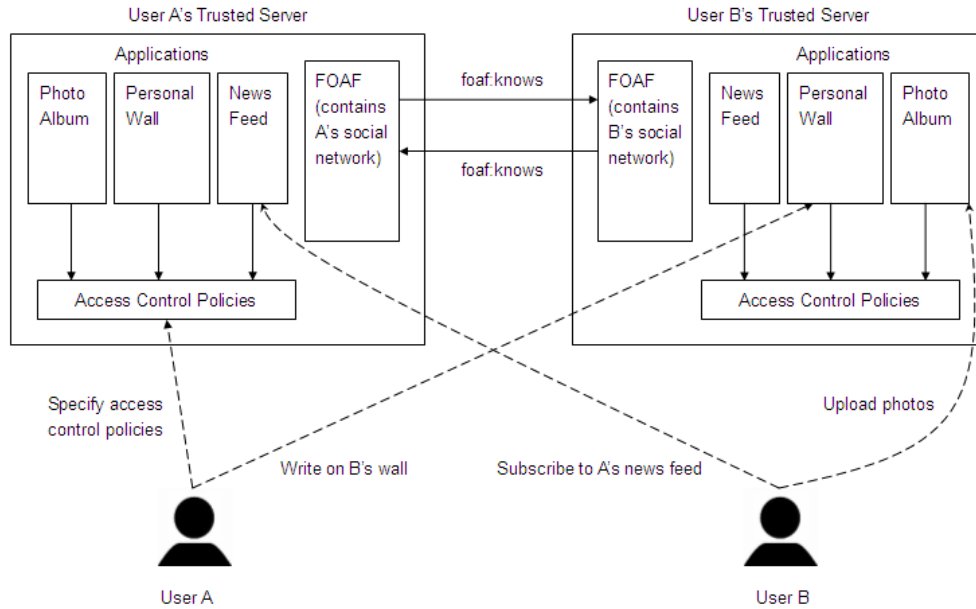 User A's Trusted Server
Applications
Photo
Album
Personal
Wall
News
Feed
FOAF
(contains
A's social
network)
Access Control Policies
foaf:knows
foaf:knows
User B's Trusted Server
Applications
FOAF
(contains
B's social
network)
News
Feed
Personal
Wall
Photo
Album
Access Control Policies
Specify access
control policies
Write on B's wall
Subscribe to A's news feed
Upload photos
User A
User B